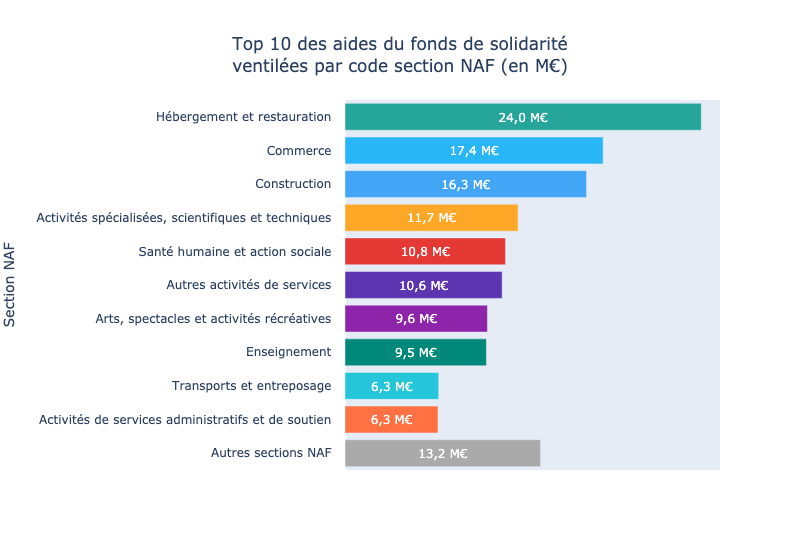 Top 10 des aides du fonds de solidarité
ventilées par code section NAF (en M€)
Section NAF
Hébergement et restauration 24,0 M€
Commerce 17,4 M€
Construction 16,3 M€
Activités spécialisées, scientifiques et techniques 11,7 M€
Santé humaine et action sociale 10,8 M€
Autres activités de services 10,6 M€
Arts, spectacles et activités récréatives 9,6 M€
Enseignement 9,5 M€
Transports et entreposage 6,3 M€
Activités de services administratifs et de soutien 6,3 M€
Autres sections NAF 13,2 M€